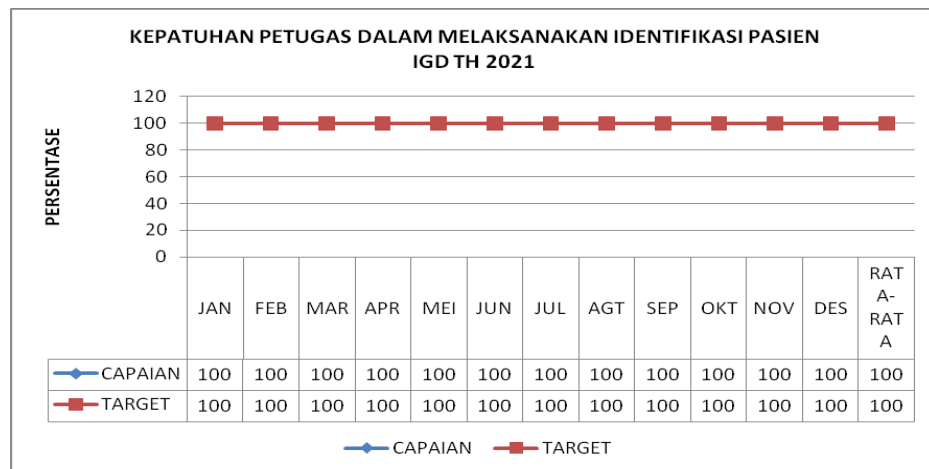 KEPATUHAN PETUGAS DALAM MELAKSANAKAN IDENTIFIKASI PASIEN
IGD TH 2021
PERSENTASE
120
100
80
60
40
20
0
JAN FEB MAR APR MEI JUN JUL AGT SEP OKT NOV DES RAT
A-
RAT
A
CAPAIAN 100 100 100 100 100 100 100 100 100 100 100 100 100
TARGET 100 100 100 100 100 100 100 100 100 100 100 100 100
CAPAIAN TARGET